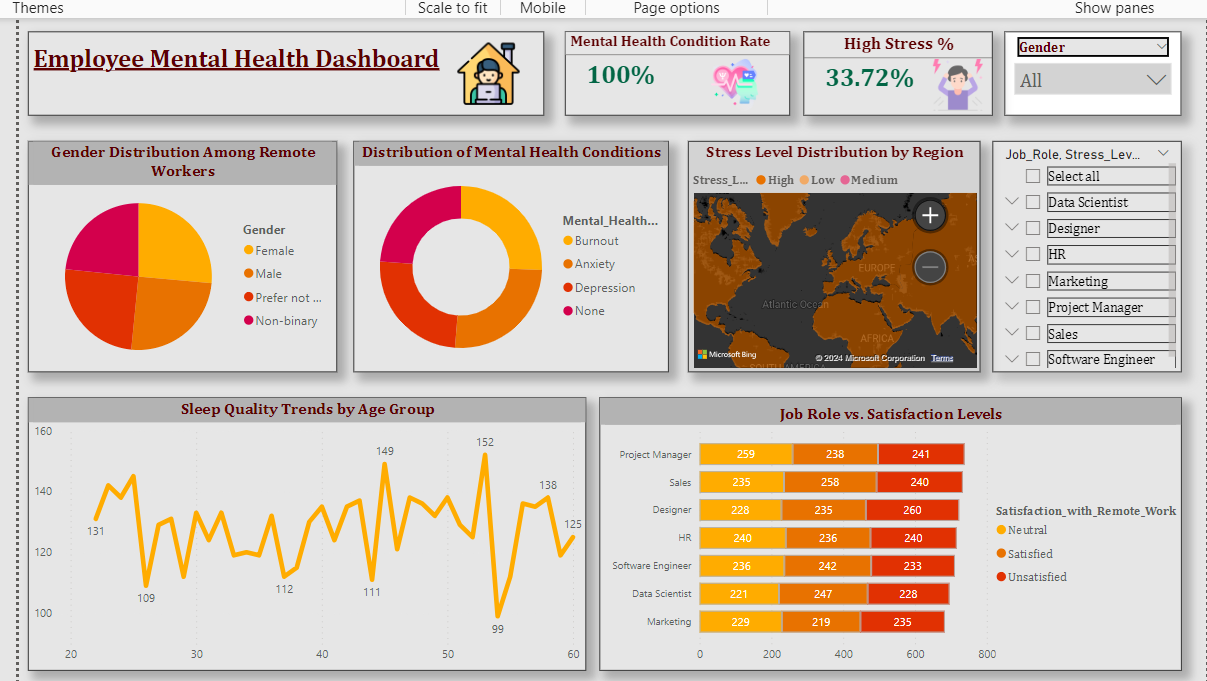 Themes
Scale to fit
Mobile
Page options
Show panes
Employee Mental Health Dashboard
Mental Health Condition Rate
100%
High Stress %
33.72%
Gender
All
Gender Distribution Among Remote
Workers
Gender
Female
Male
Prefer not ...
Non-binary
Distribution of Mental Health Conditions
Mental_Health...
Burnout
Anxiety
Depression
None
Stress Level Distribution by Region
Stress_L... High Low Medium
EUROPE
AS
Atlantic Ocean
AFRICA
SOUTH AMERICA
Microsoft Bing
© 2024 Microsoft Corporation Terms
Job_Role, Stress_Lev...
Select all
Data Scientist
Designer
HR
Marketing
Project Manager
Sales
Software Engineer
Sleep Quality Trends by Age Group
160
140
120
100
131
109
112
149
111
152
99
138
125
20 30 40 50 60
Job Role vs. Satisfaction Levels
Project Manager 259 238 241
Sales 235 258 240
Designer 228 235 260
HR 240 236 240
Software Engineer 236 242 233
Data Scientist 221 247 228
Marketing 229 219 235
0 200 400 600 800
Satisfaction_with_Remote_Work
Neutral
Satisfied
Unsatisfied